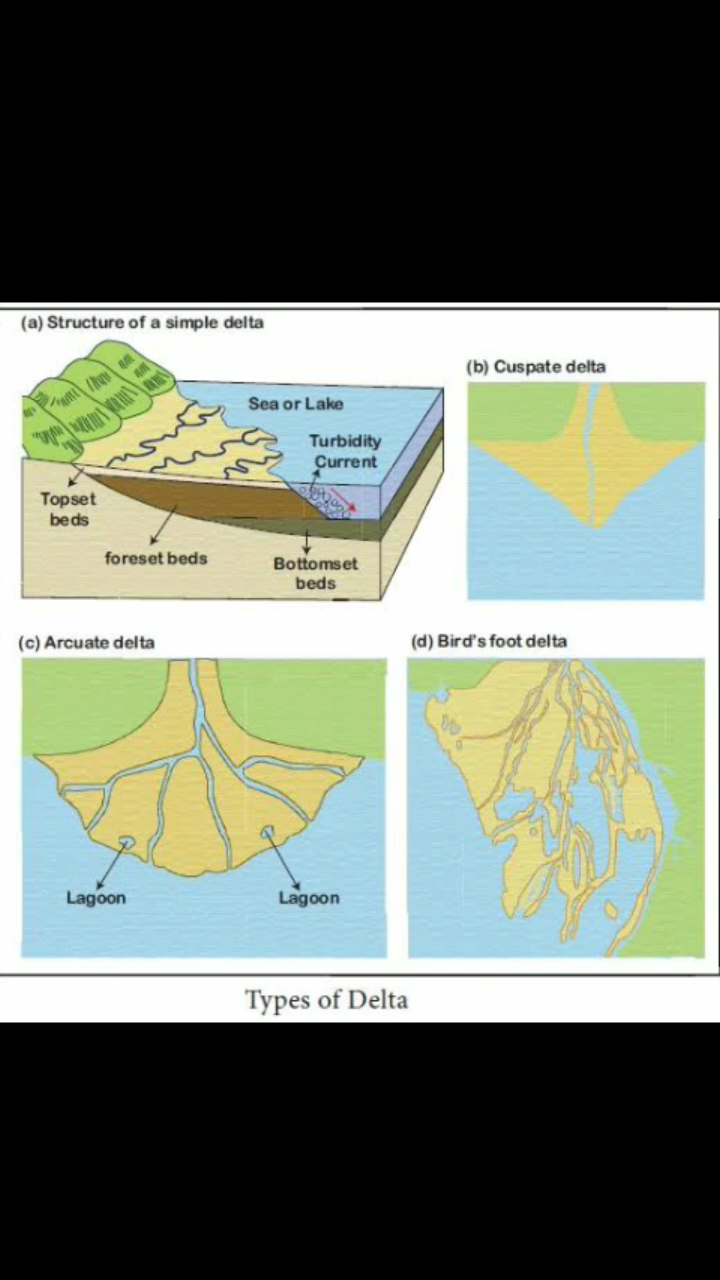 (a) Structure of a simple delta
Sea or Lake
Turbidity
Current
Topset
beds
foreset beds
Bottomset
beds
(b) Cuspate delta
(c) Arcuate delta
Lagoon
Lagoon
(d) Bird's foot delta
Types of Delta